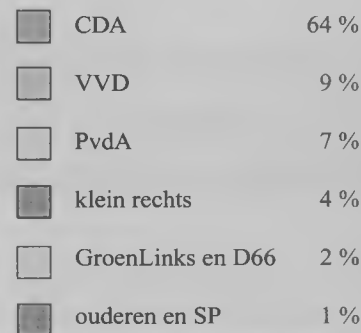 CDA 64 %
VVD 9 %
PvdA 7 %
klein rechts 4 %
GroenLinks en D66 2 %
ouderen en SP 1 %